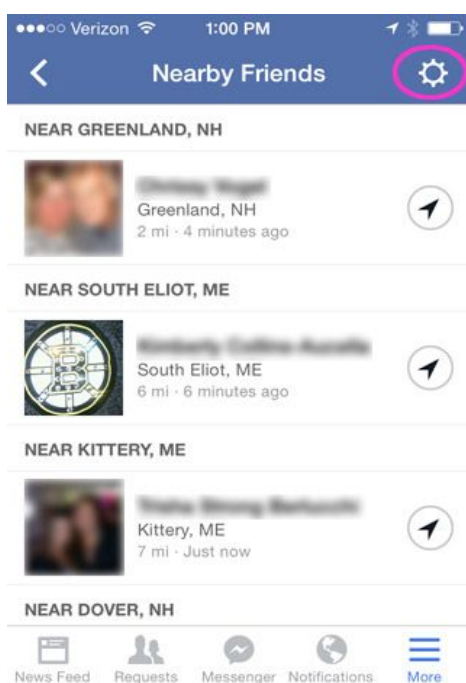 Verizon 1:00 PM
Nearby Friends
NEAR GREENLAND, NH
Greenland, NH
2 mi · 4 minutes ago
NEAR SOUTH ELIOT, ME
B
South Eliot, ME
6 mi · 6 minutes ago
NEAR KITTERY, ME
Kittery, ME
7 mi · Just now
NEAR DOVER, NH
News Feed Requests Messenger Notifications More